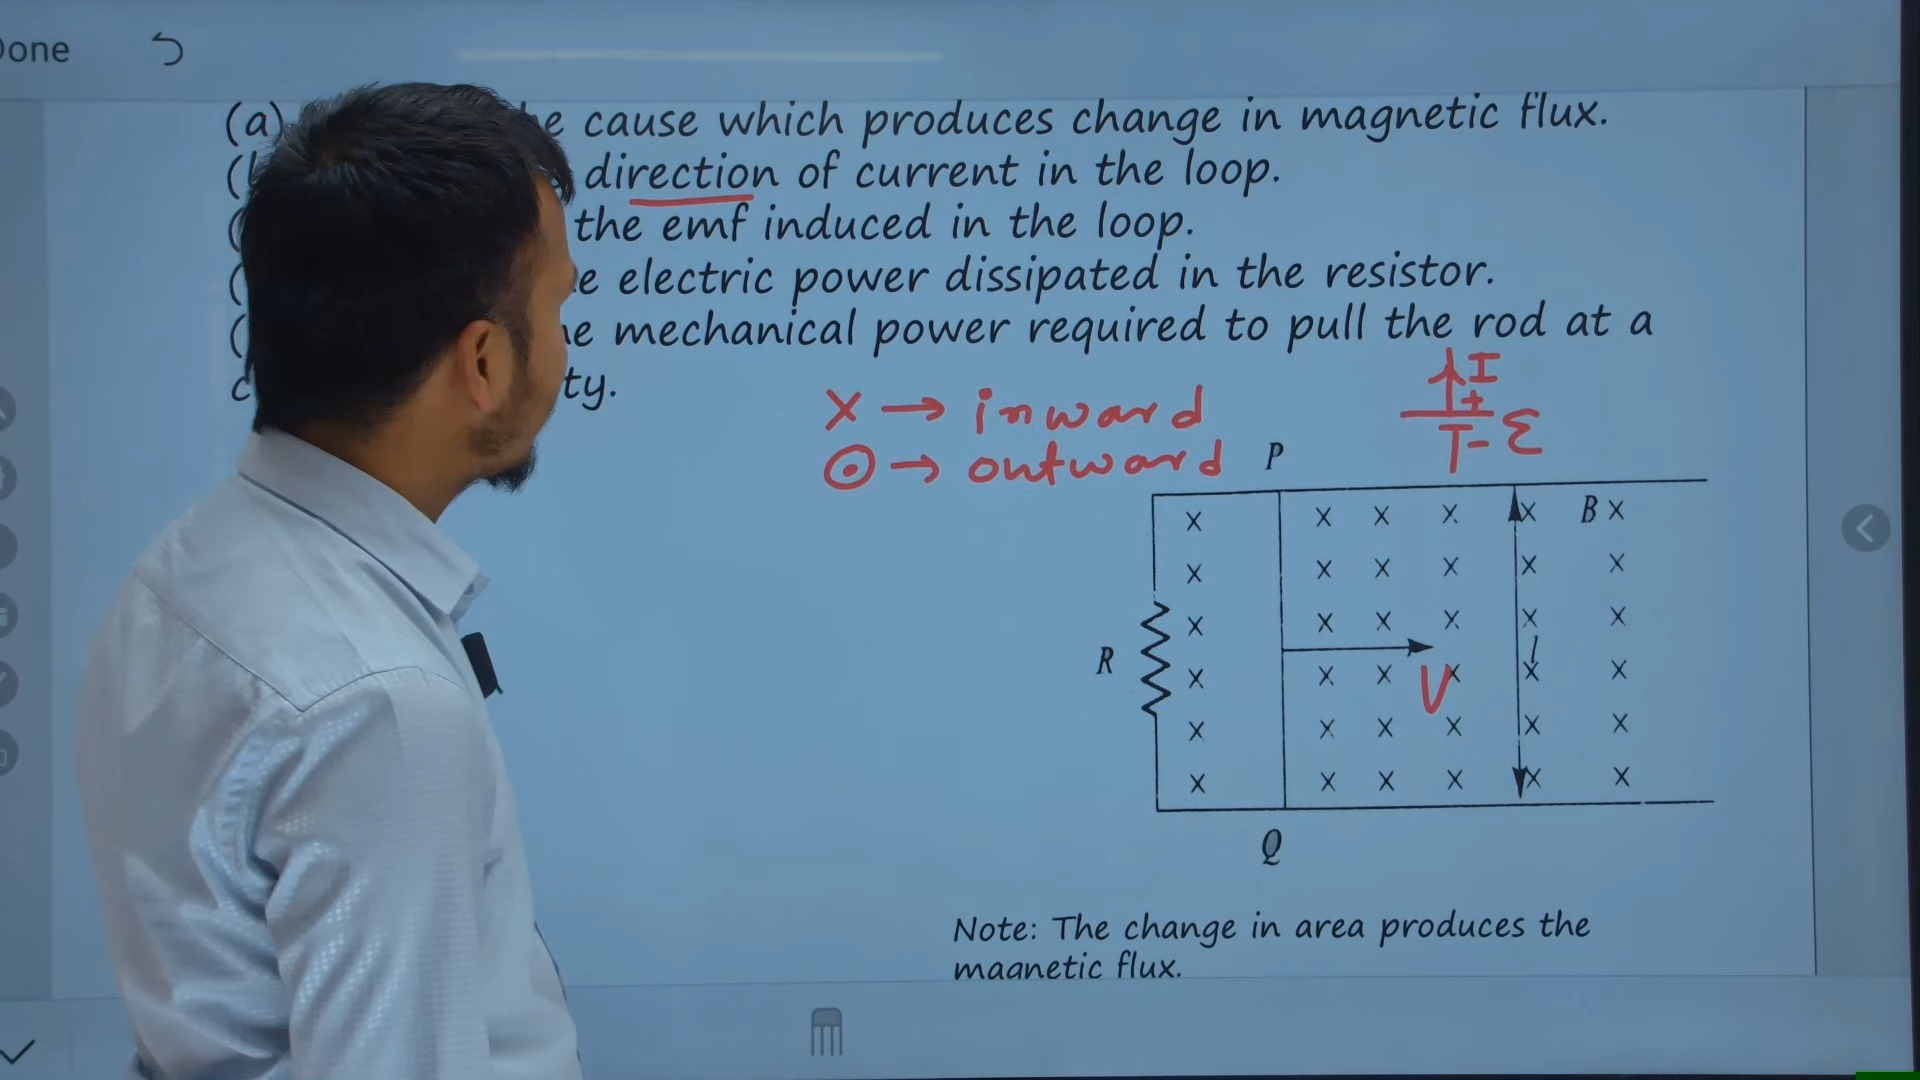 one
(a) e cause which produces change in magnetic flux.
( direction of current in the loop.
( the emf induced in the loop.
( e electric power dissipated in the resistor.
( he mechanical power required to pull the rod at a
c ty.
I
+
- ε
x → inward
⊙ → outward
P
x x x x x B x
x x x x x x
x x x x x x
R
l
x x x x x x
V
x x x x x x
x x x x x x
Q
Note: The change in area produces the
magnetic flux.